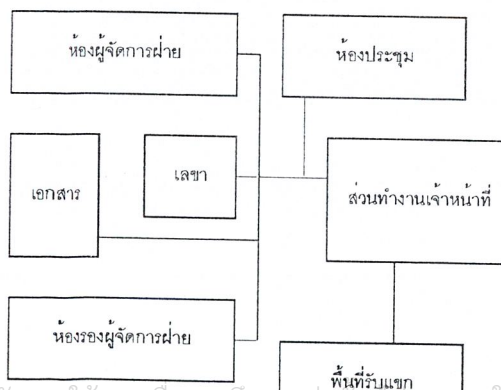 ห้องผู้จัดการฝ่าย
ห้องประชุม
เลขา
เอกสาร
ส่วนทำงานเจ้าหน้าที่
ห้องรองผู้จัดการฝ่าย
พื้นที่รับแขก